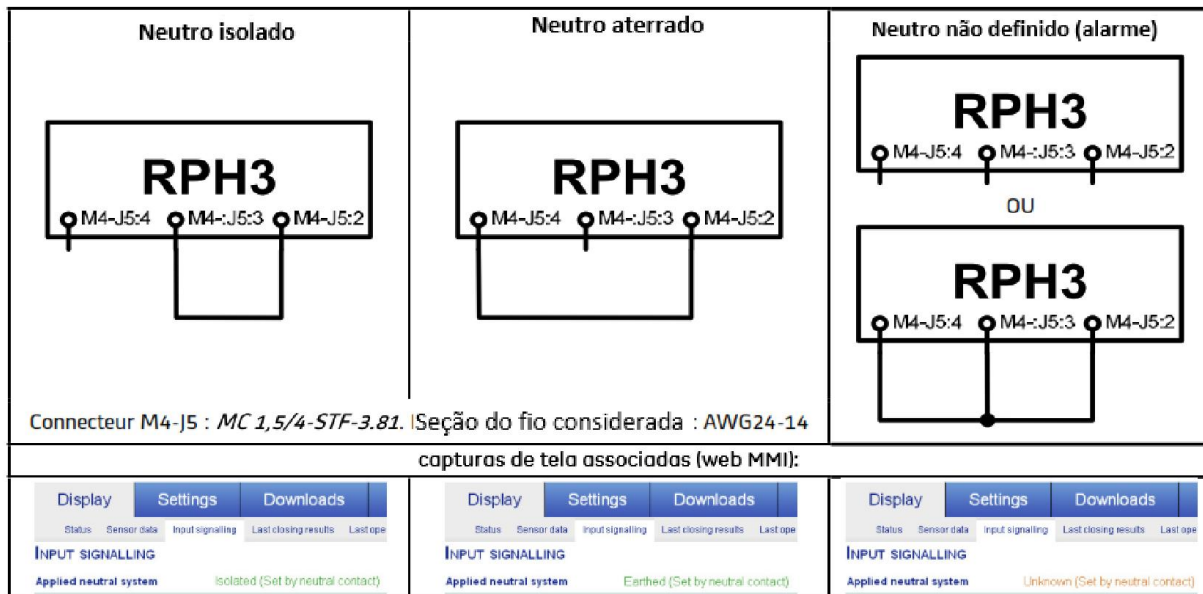 Neutro isolado
RPH3
M4-J5:4 M4-:J5:3 M4-J5:2
Neutro aterrado
RPH3
M4-J5:4 M4-:J5:3 M4-J5:2
Connecteur M4-J5 : MC 1,5/4-STF-3.81. Seção do fio considerada : AWG24-14
Neutro não definido (alarme)
RPH3
M4-J5:4 M4-:J5:3 M4-J5:2
OU
RPH3
M4-J5:4 M4-:J5:3 M4-J5:2
capturas de tela associadas (web MMI):
Display Settings Downloads
Status Sensor data Input signalling Last closing results Last ope
INPUT SIGNALLING
Applied neutral system Isolated (Set by neutral contact)
Display Settings Downloads
Status Sensor data Input signalling Last closing results Last ope
INPUT SIGNALLING
Applied neutral system Earthed (Set by neutral contact)
Display Settings Downloads
Status Sensor data Input signalling Last closing results Last ope
INPUT SIGNALLING
Applied neutral system Unknown (Set by neutral contact)